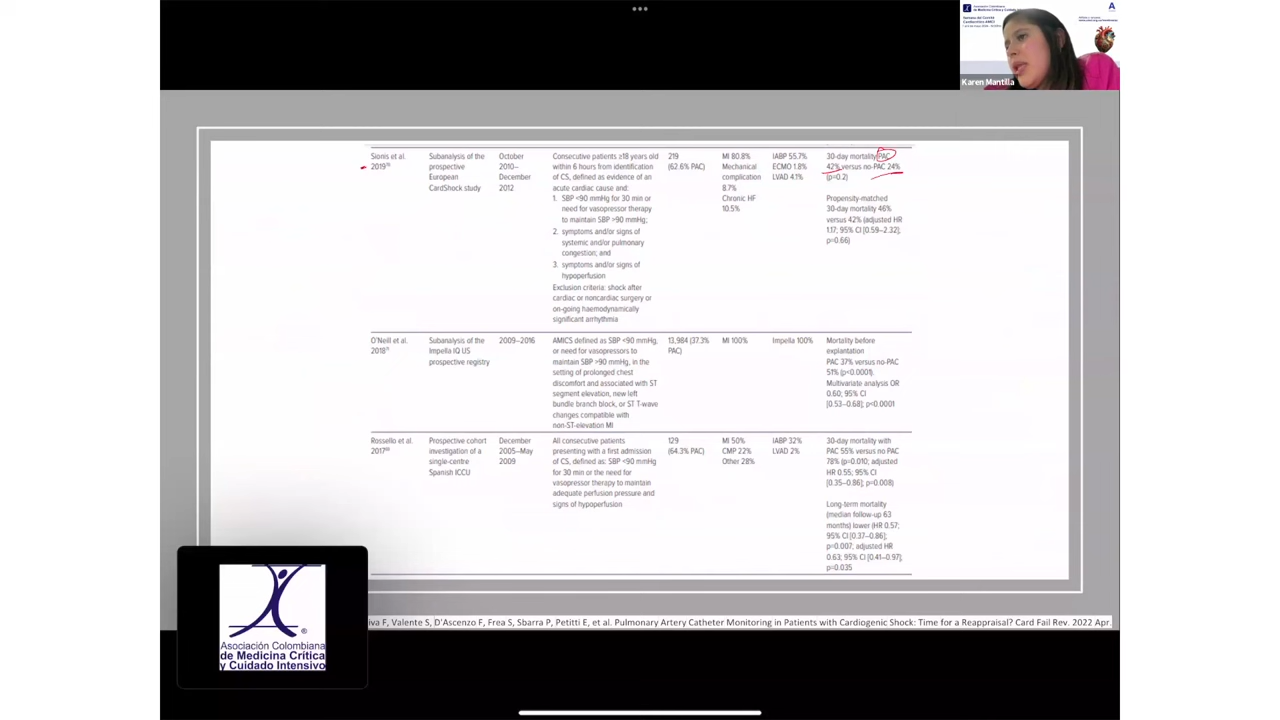 Asociación Colombiana
de Medicina Crítica y Cuidado Intensivo
Karen Mantilla
Sionis et al.
2019
Subanalysis of the
prospective
European
CardShock study
October
2010–
December
2012
Consecutive patients ≥18 years old
within 6 hours from identification
of CS, defined as evidence of an
acute cardiac cause and:
1. SBP <90 mmHg for 30 min or
need for vasopressor therapy
to maintain SBP >90 mmHg;
2. symptoms and/or signs of
systemic and/or pulmonary
congestion; and
3. symptoms and/or signs of
hypoperfusion
Exclusion criteria: shock after
cardiac or noncardiac surgery or
on-going haemodynamically
significant arrhythmia
219
(62.6% PAC)
MI 80.8%
Mechanical
complication
8.7%
Chronic HF
10.5%
IABP 55.7%
ECMO 1.8%
LVAD 4.1%
30-day mortality PAC
42% versus no-PAC 24%
(p=0.2)
Propensity-matched
30-day mortality 46%
versus 42% (adjusted HR
1.17; 95% CI [0.59–2.32];
p=0.66)
O'Neill et al.
2018
Subanalysis of the
Impella IQ US
prospective registry
2009–2016
AMICS defined as SBP <90 mmHg,
or need for vasopressors to
maintain SBP >90 mmHg, in the
setting of prolonged chest
discomfort and associated with ST
segment elevation, new left
bundle branch block, or ST T-wave
changes compatible with
non-ST-elevation MI
13,984 (37.3%
PAC)
MI 100%
Impella 100%
Mortality before
explantation
PAC 37% versus no-PAC
51% (p<0.0001).
Multivariate analysis OR
0.60; 95% CI
[0.53–0.68]; p<0.0001
Rossello et al.
2017
Prospective cohort
investigation of a
single-centre
Spanish ICCU
December
2005–May
2009
All consecutive patients
presenting with a first admission
of CS, defined as: SBP <90 mmHg
for 30 min or the need for
vasopressor therapy to maintain
adequate perfusion pressure and
signs of hypoperfusion
129
(64.3% PAC)
MI 50%
CMP 22%
Other 28%
IABP 32%
LVAD 2%
30-day mortality with
PAC 55% versus no PAC
78% (p=0.010; adjusted
HR 0.55; 95% CI
[0.35–0.86]; p=0.008)
Long-term mortality
(median follow-up 63
months) lower (HR 0.57;
95% CI [0.37–0.86];
p=0.007; adjusted HR
0.63; 95% CI [0.41–0.97];
p=0.035
®
Asociación Colombiana
de Medicina Crítica
y Cuidado Intensivo
iva F, Valente S, D'Ascenzo F, Frea S, Sbarra P, Petitti E, et al. Pulmonary Artery Catheter Monitoring in Patients with Cardiogenic Shock: Time for a Reappraisal? Card Fail Rev. 2022 Apr.